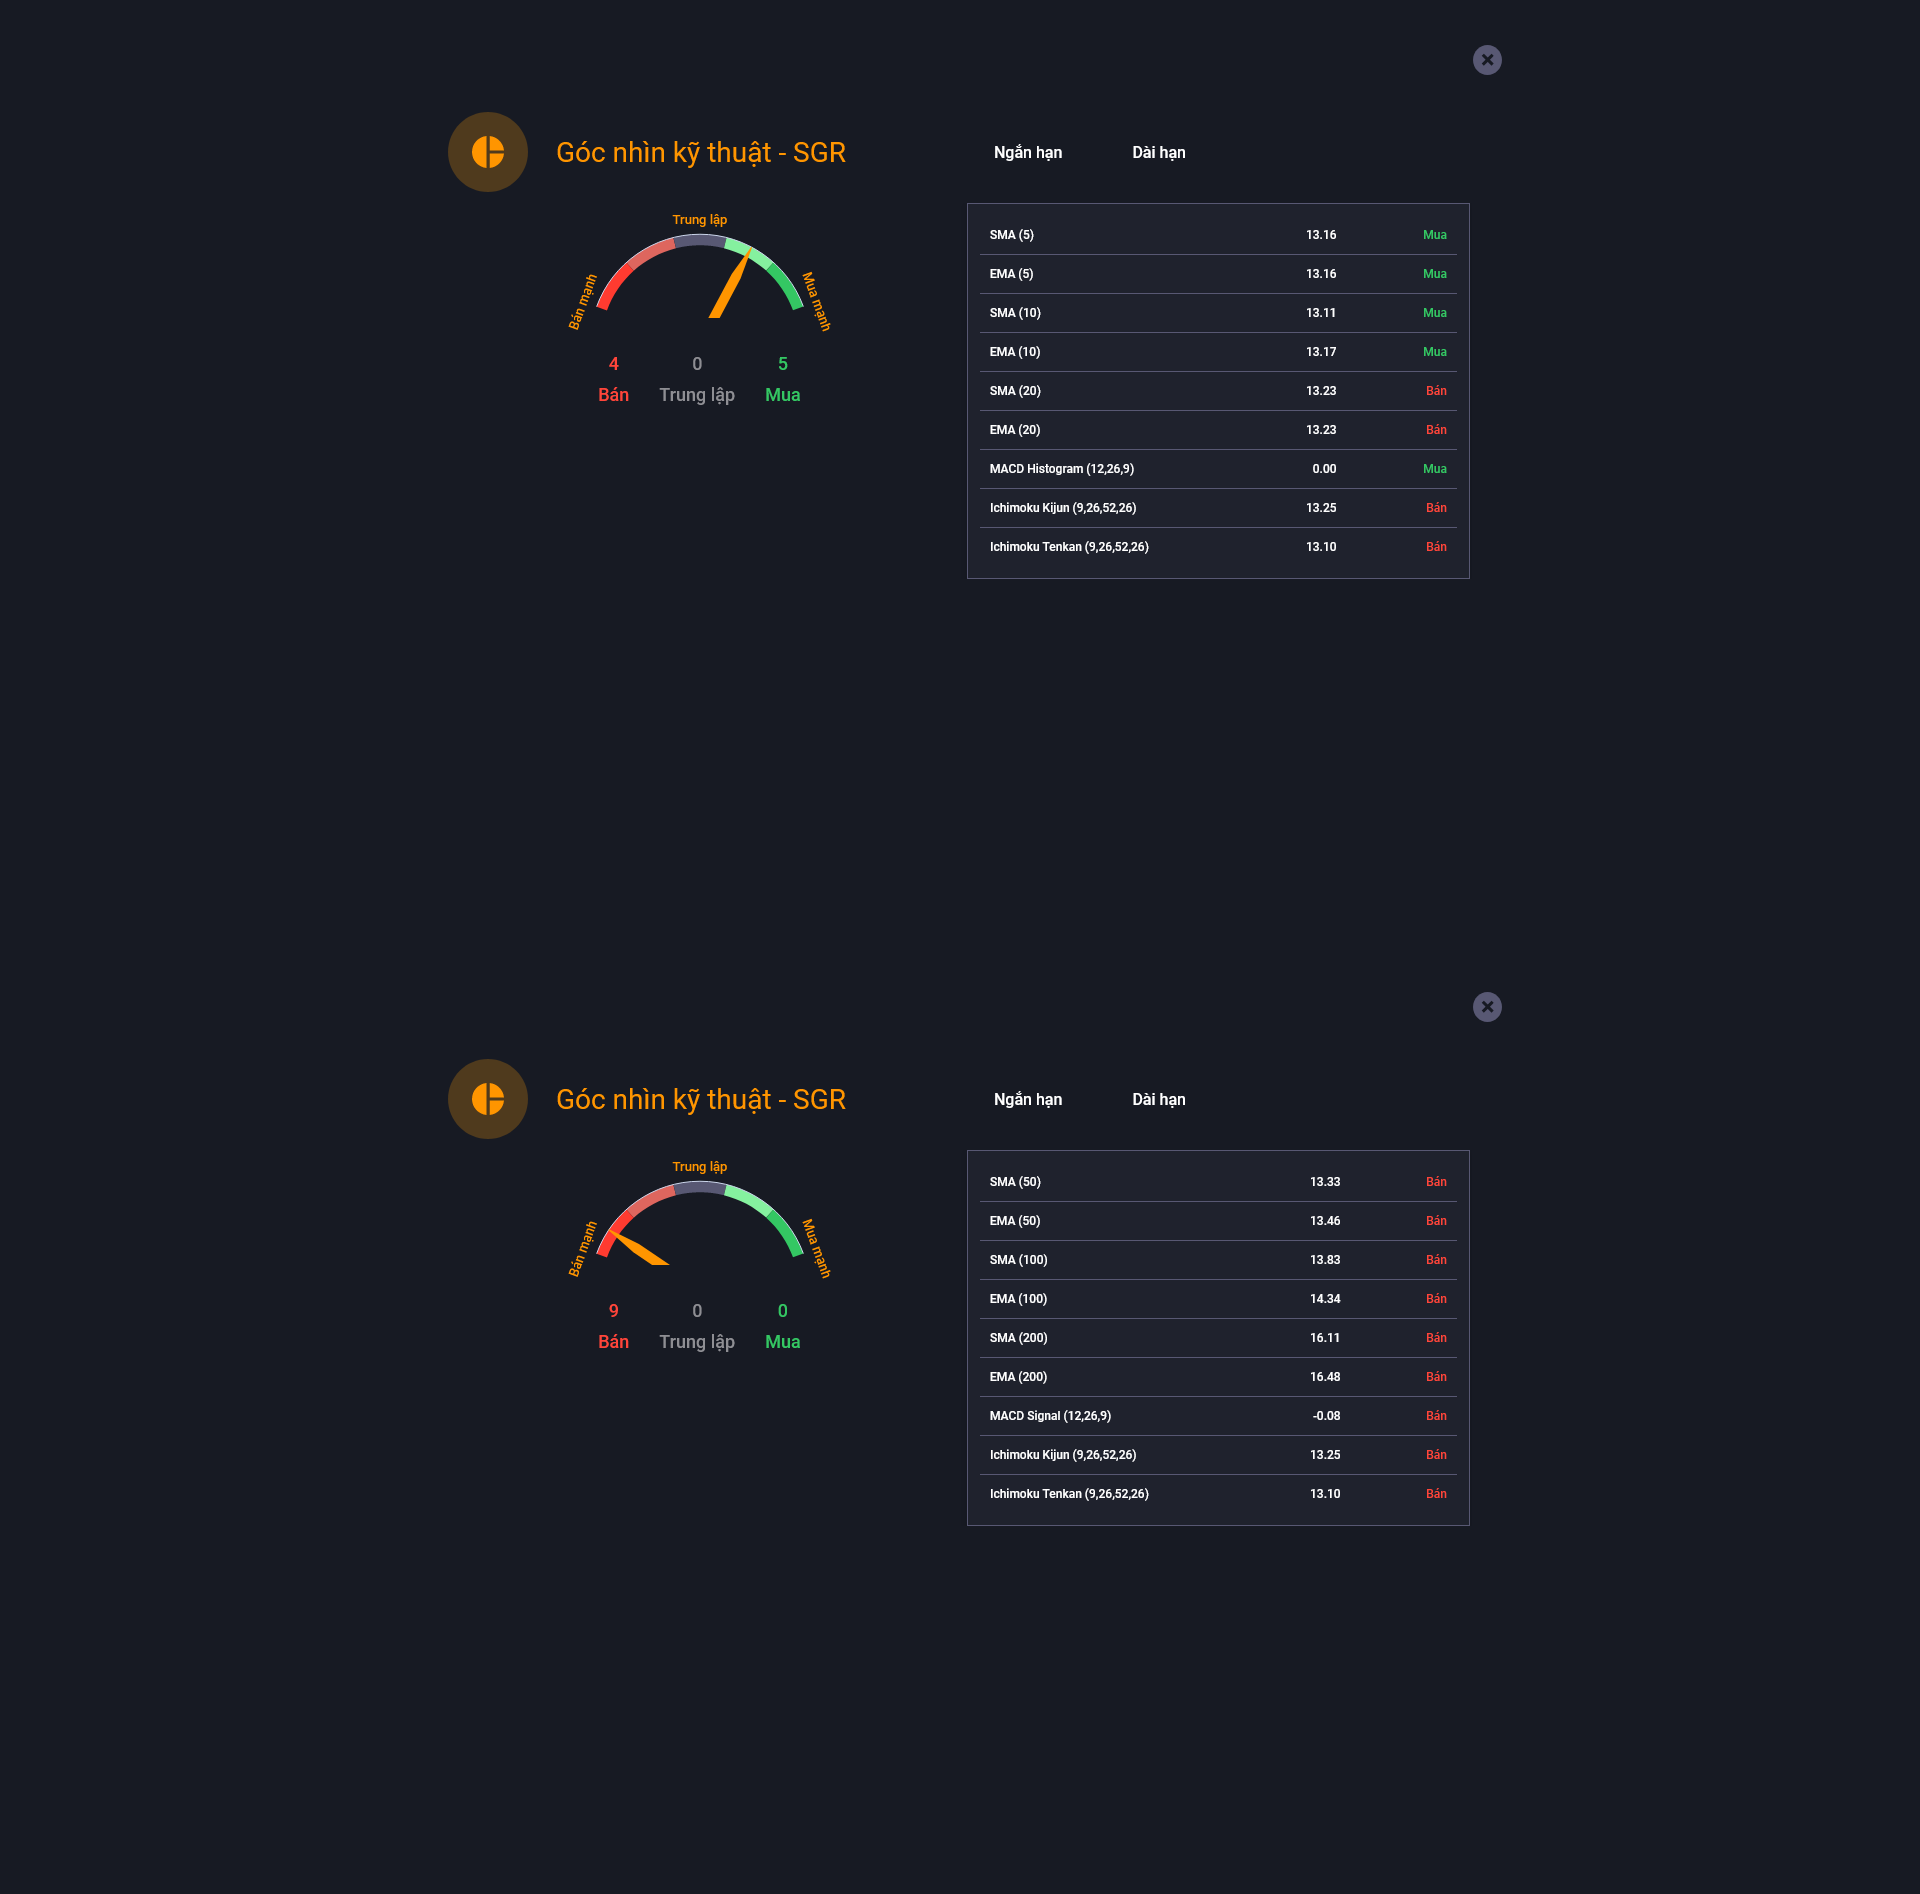 Góc nhìn kỹ thuật - SGR
Ngắn hạn Dài hạn
Trung lập
Bán mạnh
Mua mạnh
4 0 5
Bán Trung lập Mua
SMA (5) 13.16 Mua
EMA (5) 13.16 Mua
SMA (10) 13.11 Mua
EMA (10) 13.17 Mua
SMA (20) 13.23 Bán
EMA (20) 13.23 Bán
MACD Histogram (12,26,9) 0.00 Mua
Ichimoku Kijun (9,26,52,26) 13.25 Bán
Ichimoku Tenkan (9,26,52,26) 13.10 Bán
Góc nhìn kỹ thuật - SGR
Ngắn hạn Dài hạn
Trung lập
Bán mạnh
Mua mạnh
9 0 0
Bán Trung lập Mua
SMA (50) 13.33 Bán
EMA (50) 13.46 Bán
SMA (100) 13.83 Bán
EMA (100) 14.34 Bán
SMA (200) 16.11 Bán
EMA (200) 16.48 Bán
MACD Signal (12,26,9) -0.08 Bán
Ichimoku Kijun (9,26,52,26) 13.25 Bán
Ichimoku Tenkan (9,26,52,26) 13.10 Bán